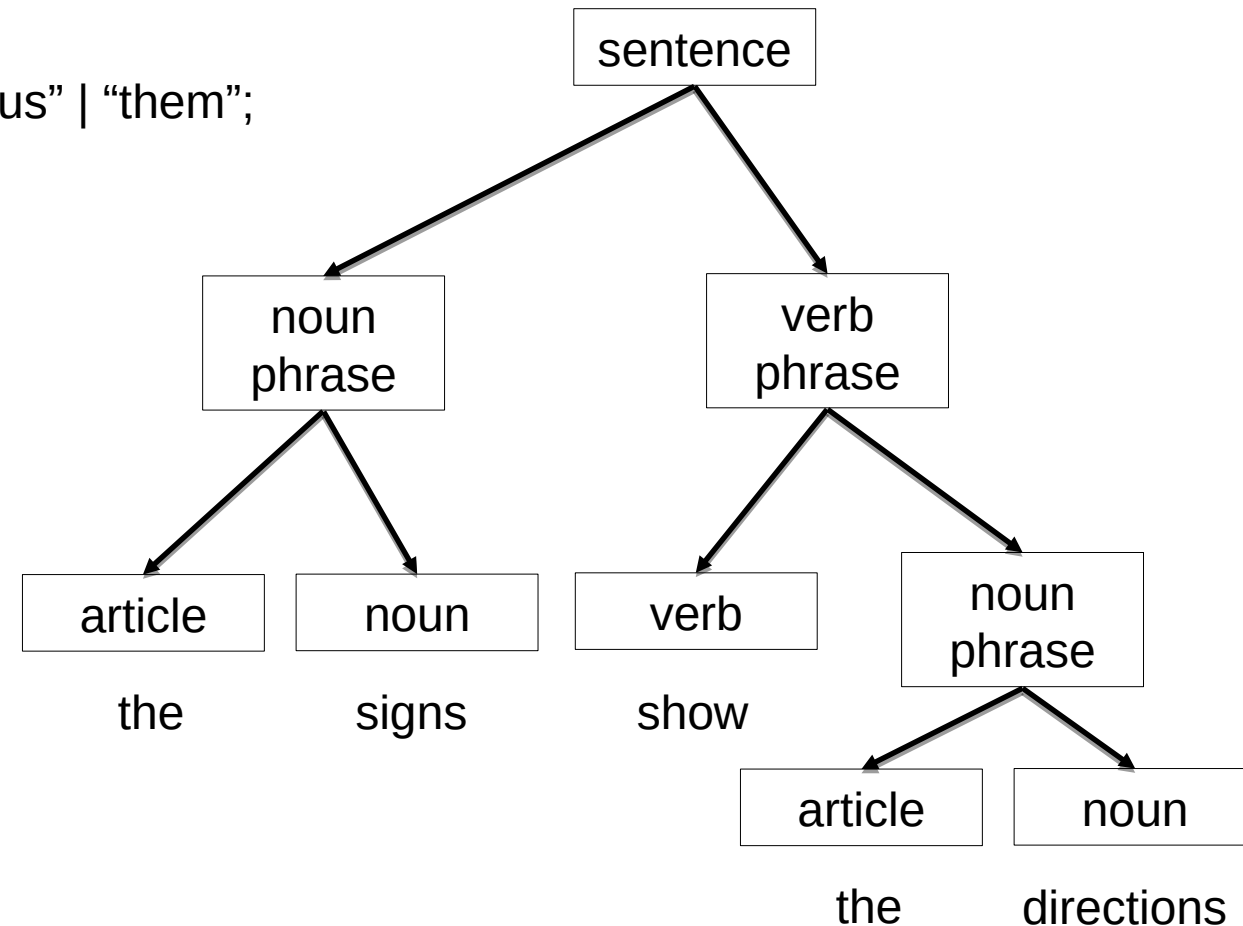 sentence
us” | “them”;
noun
phrase
verb
phrase
article
noun
verb
noun
phrase
the
signs
show
article
noun
the
directions